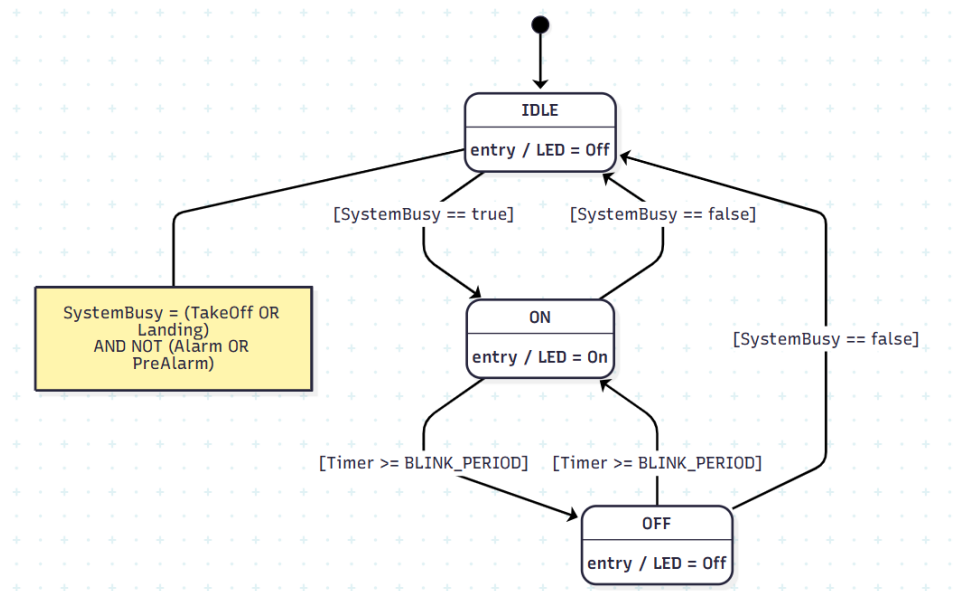 IDLE
entry / LED = Off
[SystemBusy == true]
[SystemBusy == false]
SystemBusy = (TakeOff OR
Landing)
AND NOT (Alarm OR
PreAlarm)
ON
entry / LED = On
[SystemBusy == false]
[Timer >= BLINK_PERIOD]
[Timer >= BLINK_PERIOD]
OFF
entry / LED = Off